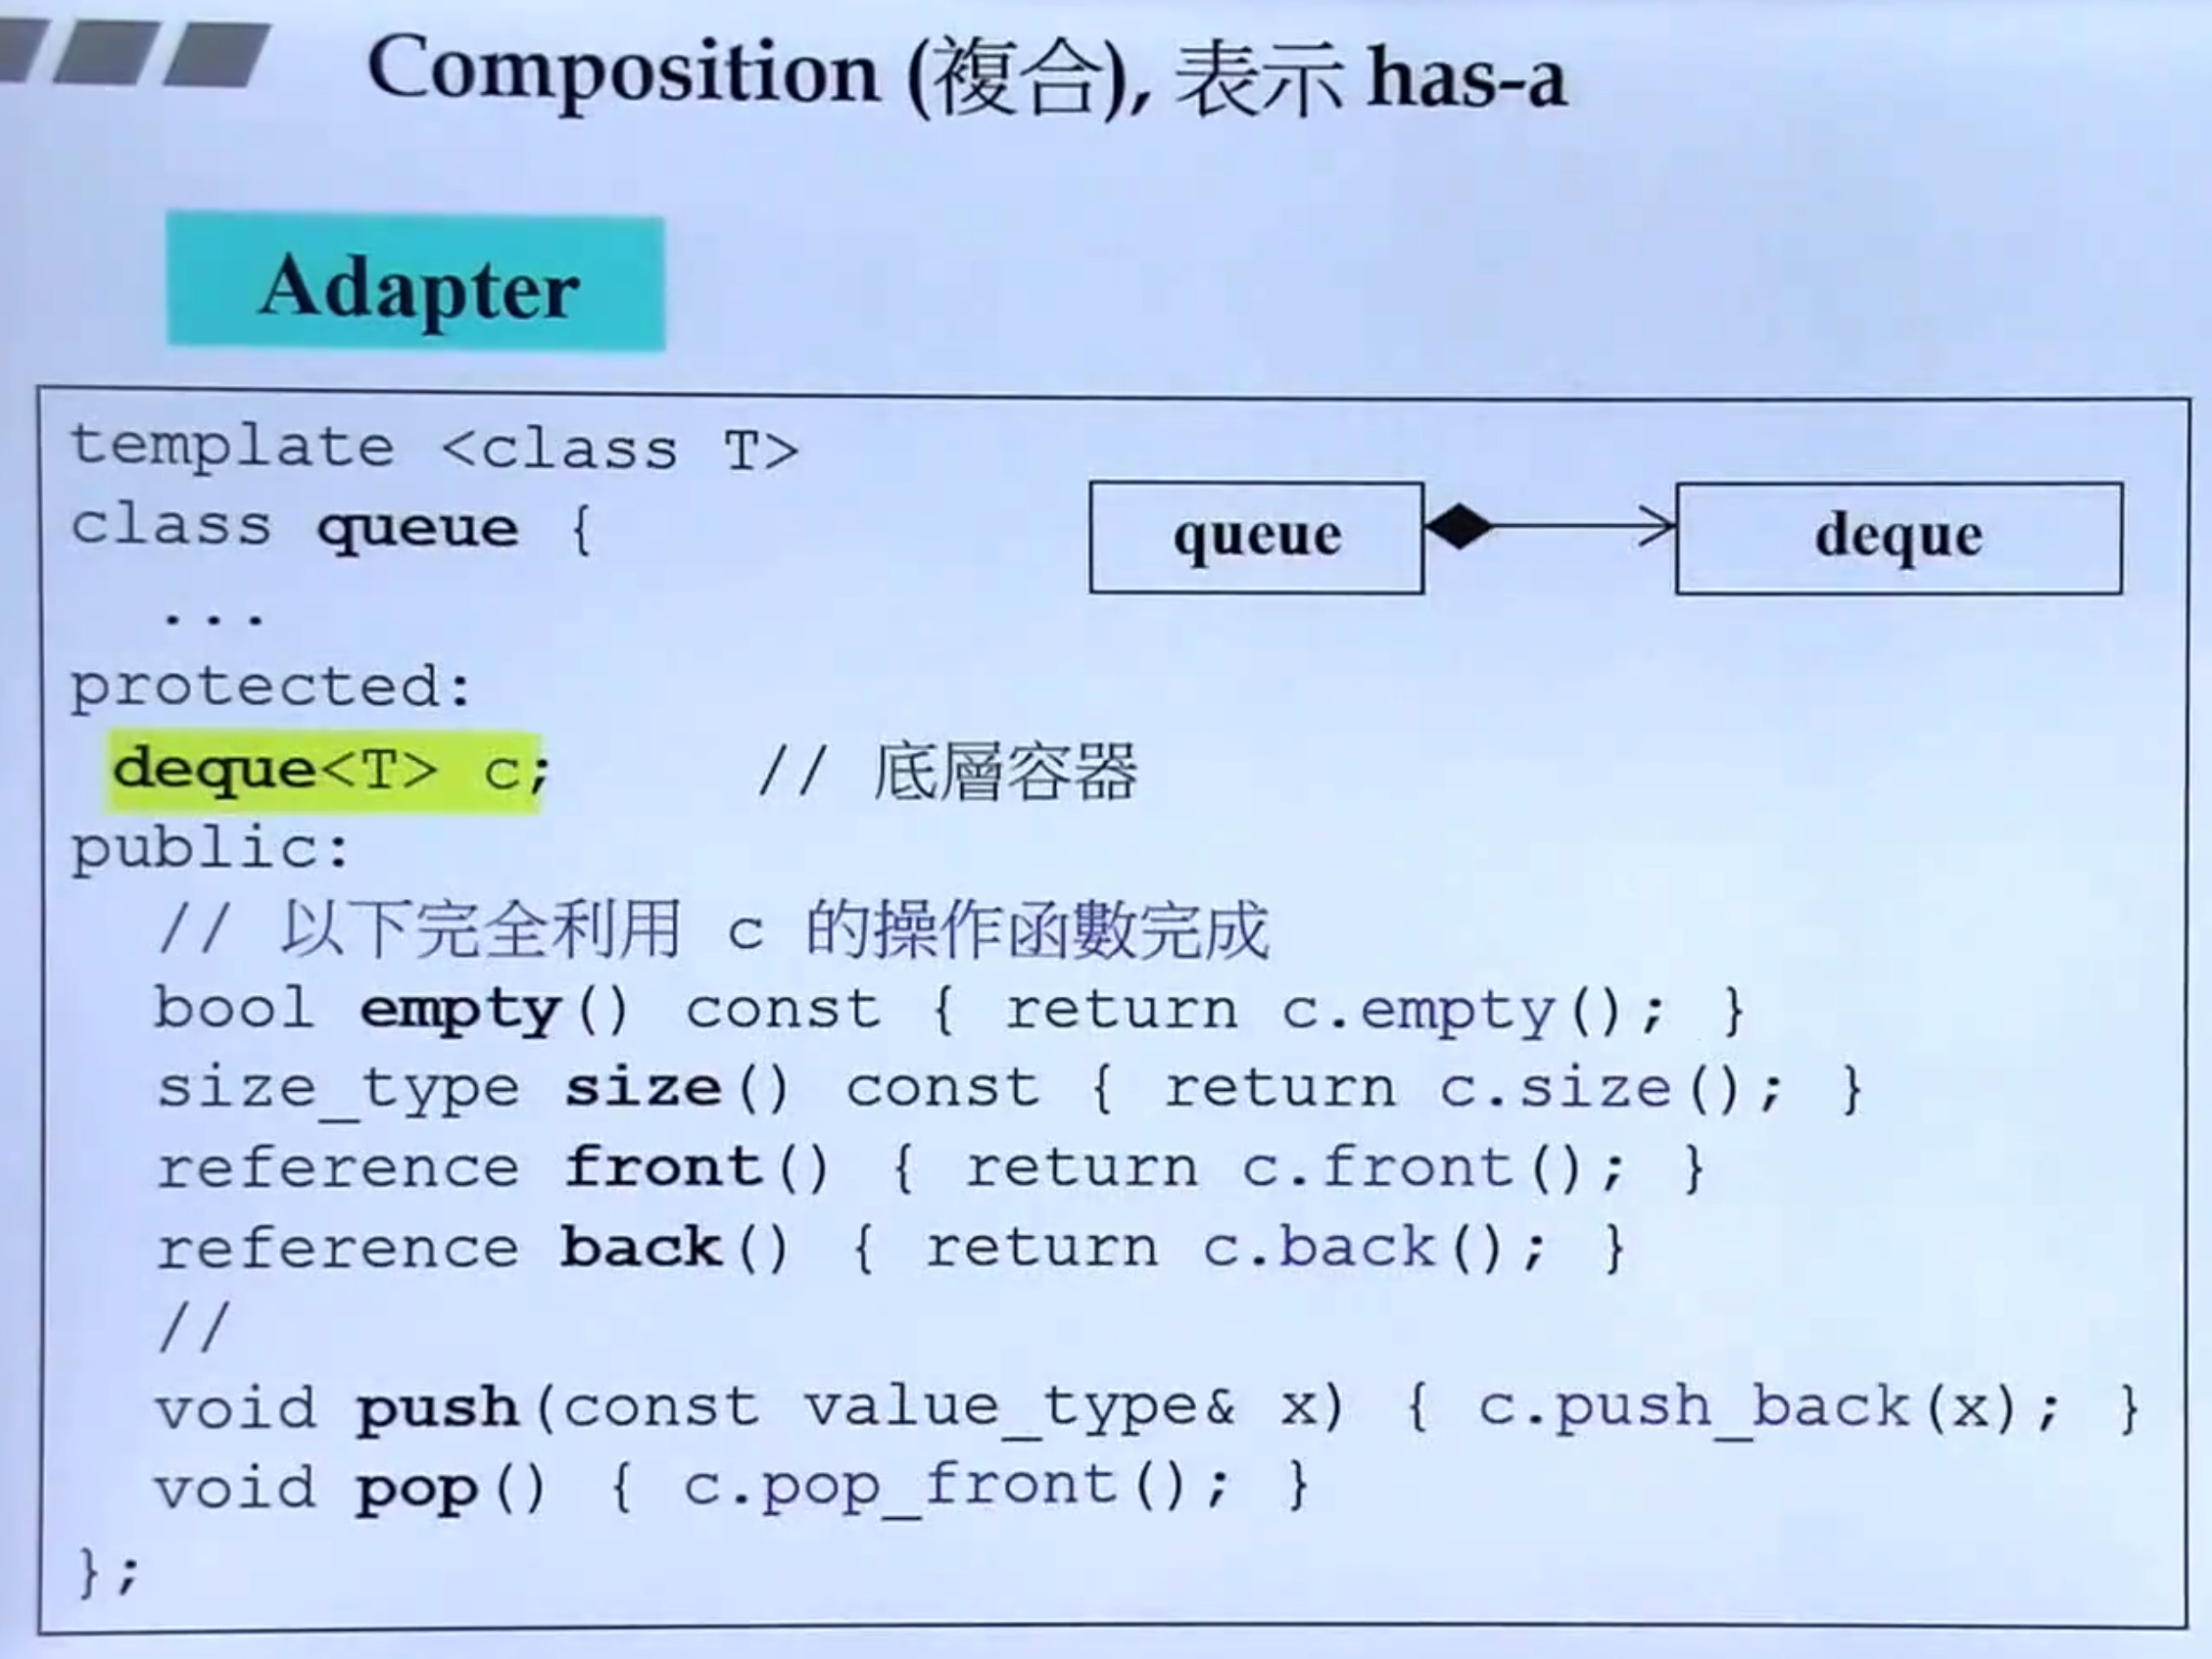 Composition (複合), 表示 has-a
Adapter
template <class T>
class queue {
...
protected:
deque<T> c; // 底層容器
public:
// 以下完全利用 c 的操作函數完成
bool empty() const { return c.empty(); }
size_type size() const { return c.size(); }
reference front() { return c.front(); }
reference back() { return c.back(); }
//
void push(const value_type& x) { c.push_back(x); }
void pop() { c.pop_front(); }
};
queue
deque